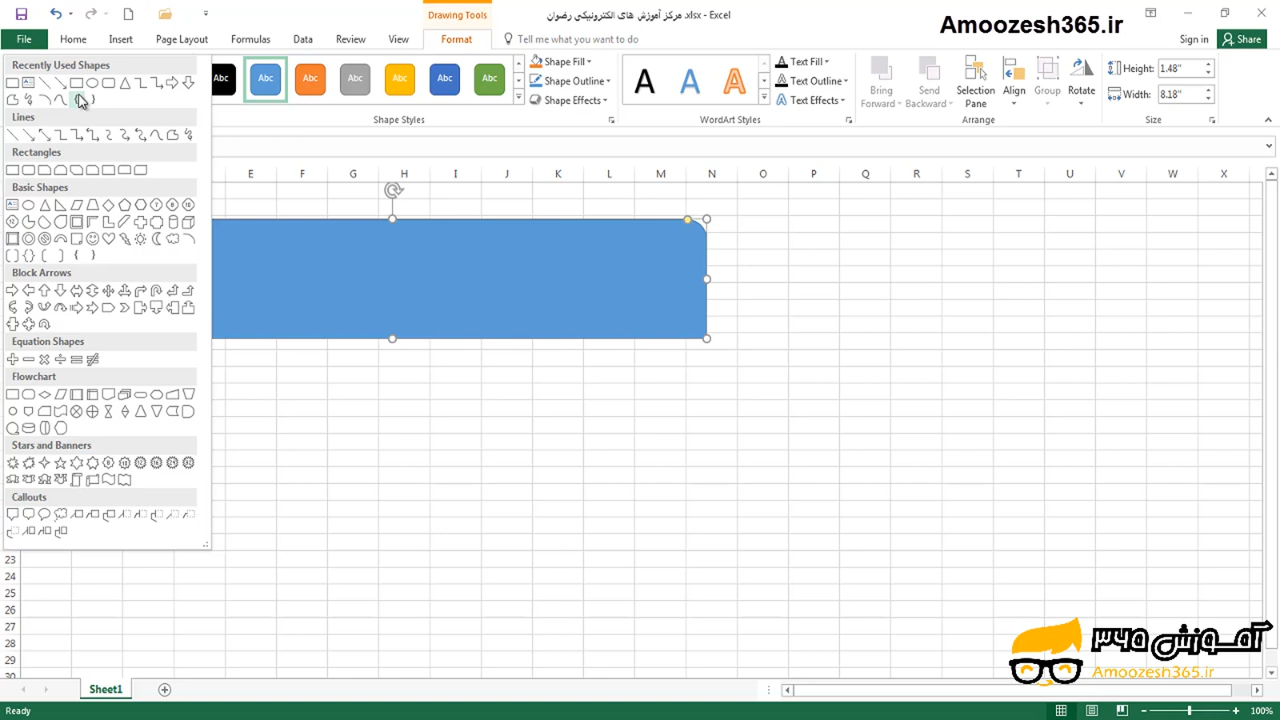 Drawing Tools
مرکز آموزش های الکترونیکی رضوان .xlsx - Excel
Amoozesh365.ir
File
Home
Insert
Page Layout
Formulas
Data
Review
View
Format
Tell me what you want to do...
Sign in
Share
Recently Used Shapes
Lines
Rectangles
Basic Shapes
Block Arrows
Equation Shapes
Flowchart
Stars and Banners
Callouts
Abc
Abc
Abc
Abc
Abc
Abc
Abc
Shape Fill
Shape Outline
Shape Effects
Shape Styles
A
A
A
Text Fill
Text Outline
Text Effects
WordArt Styles
Bring Forward
Send Backward
Selection Pane
Align
Group
Rotate
Arrange
Height:
1.48"
Width:
8.18"
Size
E F G H I J K L M N O P Q R S T U V W X
23
24
25
26
27
28
29
30
آموزش ۳۶۵
Amoozesh365.ir
Sheet1
Ready
100%